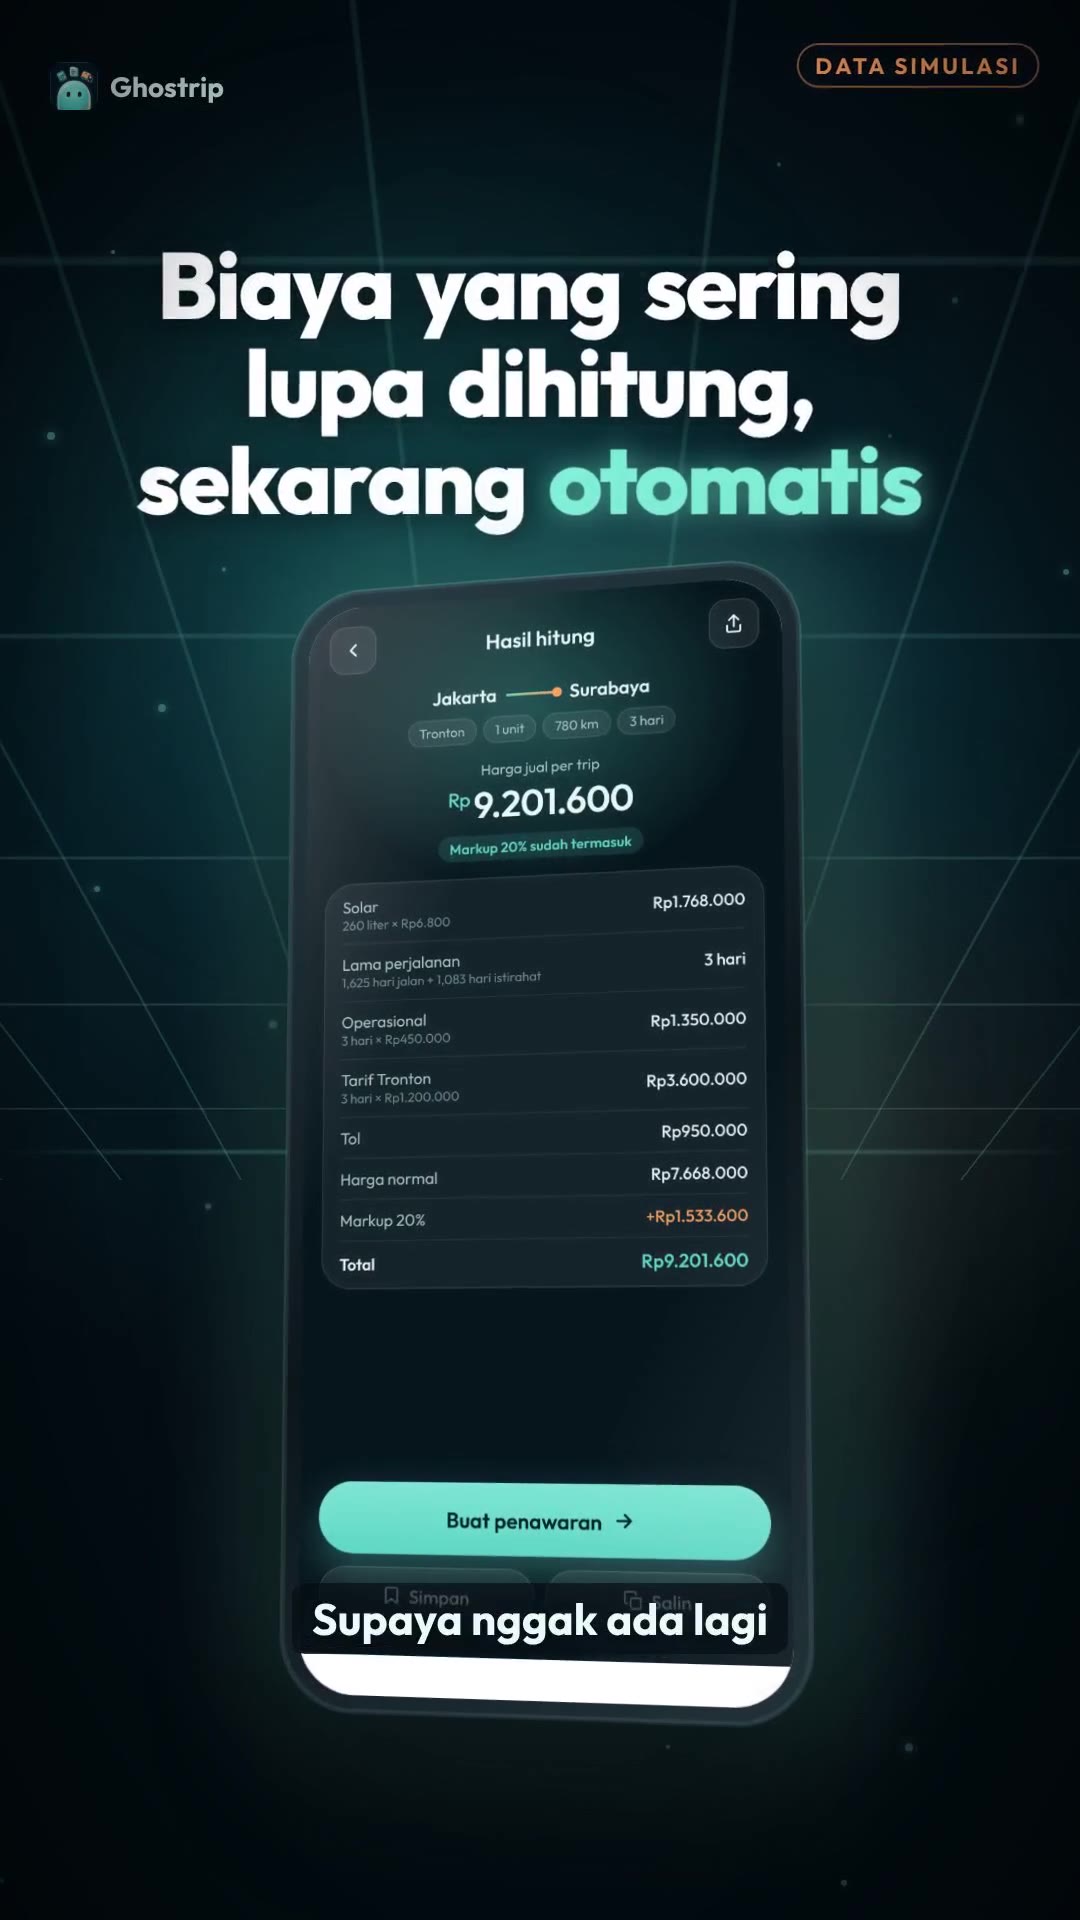 Ghostrip
DATA SIMULASI
Biaya yang sering
lupa dihitung,
sekarang otomatis
Hasil hitung
Jakarta Surabaya
Tronton 1 unit 780 km 3 hari
Harga jual per trip
Rp 9.201.600
Markup 20% sudah termasuk
Solar Rp1.768.000
260 liter × Rp6.800
Lama perjalanan 3 hari
1,625 hari jalan + 1,083 hari istirahat
Operasional Rp1.350.000
3 hari × Rp450.000
Tarif Tronton Rp3.600.000
3 hari × Rp1.200.000
Tol Rp950.000
Harga normal Rp7.668.000
Markup 20% +Rp1.533.600
Total Rp9.201.600
Buat penawaran →
Simpan Salin
Supaya nggak ada lagi